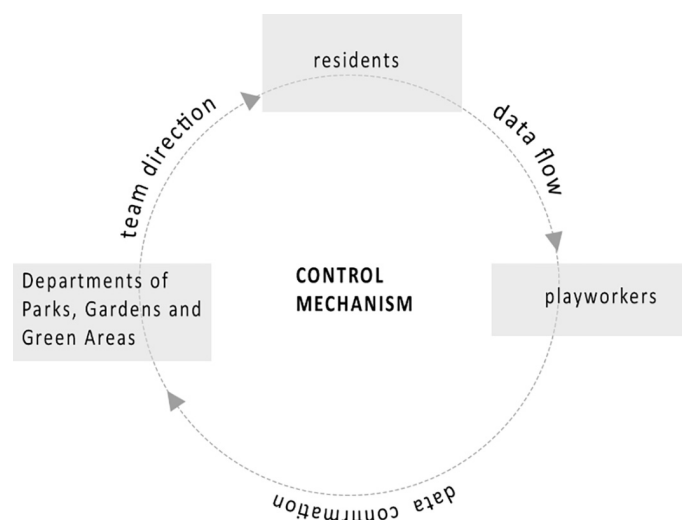 residents
team direction
data flow
Departments of
Parks, Gardens and
Green Areas
CONTROL
MECHANISM
playworkers
data confirmation